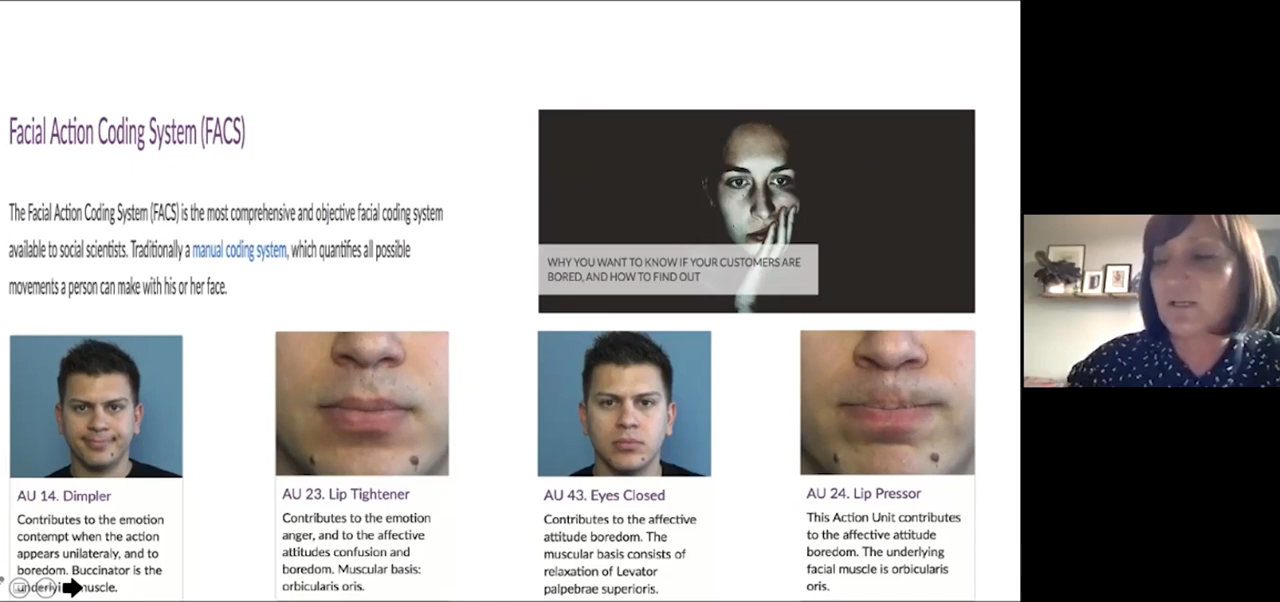 Facial Action Coding System (FACS)
The Facial Action Coding System (FACS) is the most comprehensive and objective facial coding system
available to social scientists. Traditionally a manual coding system, which quantifies all possible
movements a person can make with his or her face.
WHY YOU WANT TO KNOW IF YOUR CUSTOMERS ARE
BORED, AND HOW TO FIND OUT
AU 14. Dimpler
Contributes to the emotion
contempt when the action
appears unilateraly, and to
boredom. Buccinator is the
underlying muscle.
AU 23. Lip Tightener
Contributes to the emotion
anger, and to the affective
attitudes confusion and
boredom. Muscular basis:
orbicularis oris.
AU 43. Eyes Closed
Contributes to the affective
attitude boredom. The
muscular basis consists of
relaxation of Levator
palpebrae superioris.
AU 24. Lip Pressor
This Action Unit contributes
to the affective attitude
boredom. The underlying
facial muscle is orbicularis
oris.